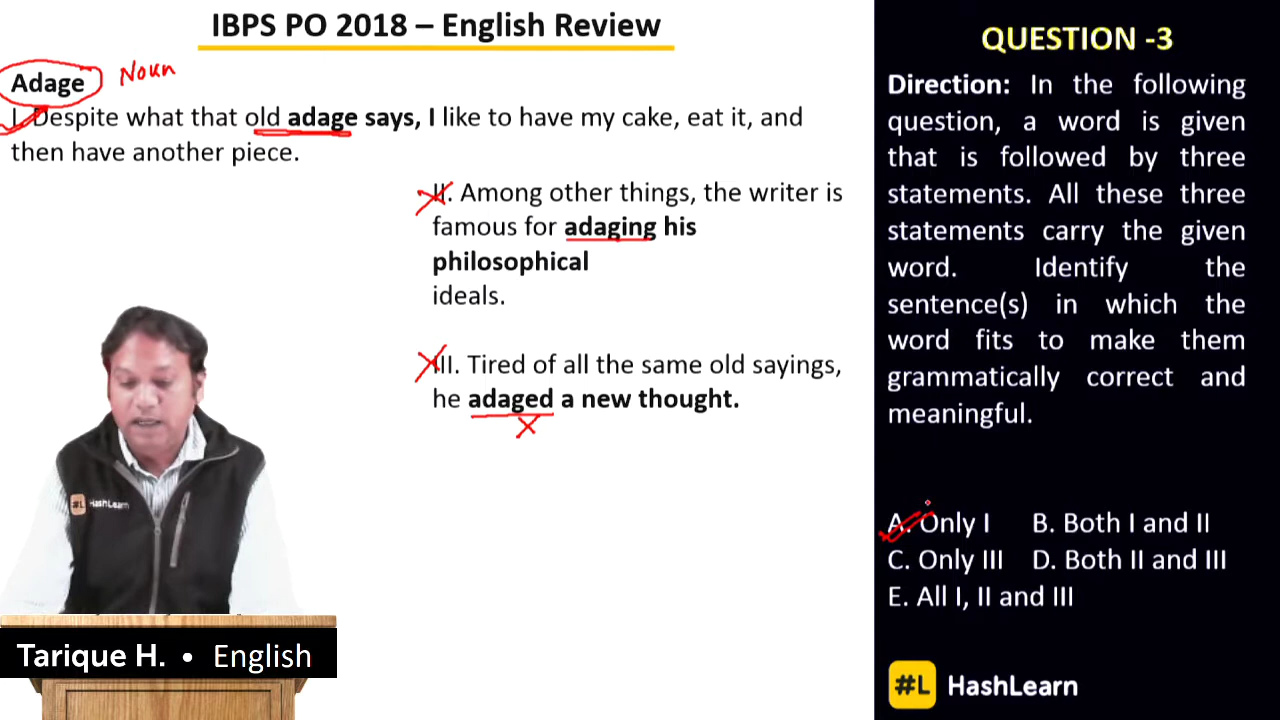 IBPS PO 2018 – English Review
Adage
Noun
I. Despite what that old adage says, I like to have my cake, eat it, and
then have another piece.
II. Among other things, the writer is
famous for adaging his
philosophical
ideals.
III. Tired of all the same old sayings,
he adaged a new thought.
#L HashLearn
Tarique H. • English
QUESTION -3
Direction: In the following
question, a word is given
that is followed by three
statements. All these three
statements carry the given
word. Identify the
sentence(s) in which the
word fits to make them
grammatically correct and
meaningful.
A. Only I B. Both I and II
C. Only III D. Both II and III
E. All I, II and III
#L HashLearn